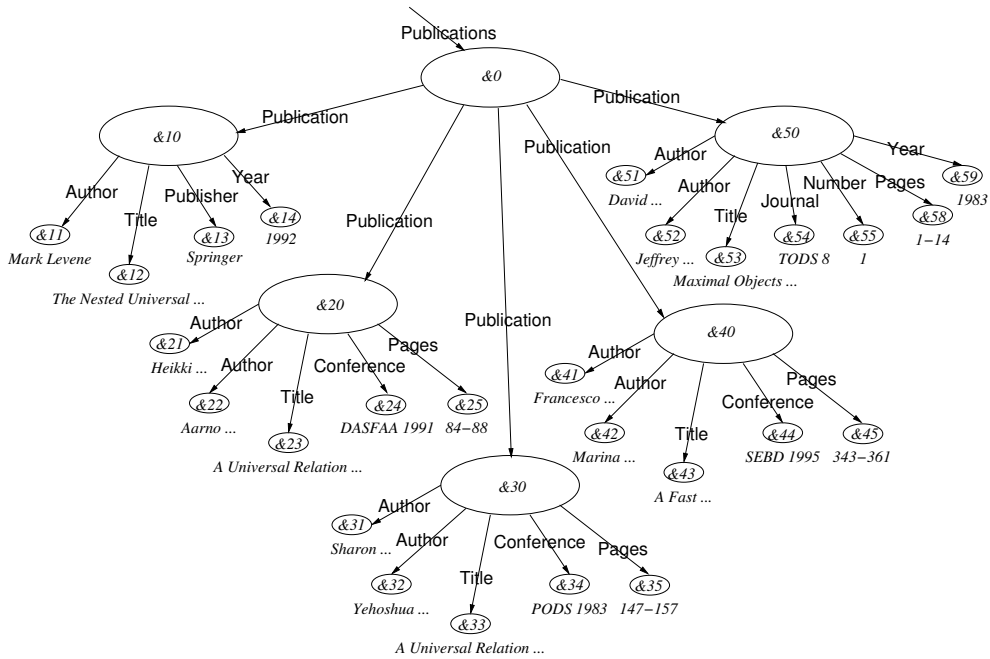 Publications
&0
Publication
Publication
Publication
Publication
Publication
&10
Author
Title
Publisher
Year
&11
Mark Levene
&12
The Nested Universal ...
&13
Springer
&14
1992
&50
Author
Author
Title
Journal
Number
Pages
Year
&51
David ...
&52
Jeffrey ...
&53
Maximal Objects ...
&54
TODS 8
&55
1
&58
1−14
&59
1983
&20
Author
Author
Title
Conference
Pages
&21
Heikki ...
&22
Aarno ...
&23
A Universal Relation ...
&24
DASFAA 1991
&25
84−88
&40
Author
Author
Title
Conference
Pages
&41
Francesco ...
&42
Marina ...
&43
A Fast ...
&44
SEBD 1995
&45
343−361
&30
Author
Author
Title
Conference
Pages
&31
Sharon ...
&32
Yehoshua ...
&33
A Universal Relation ...
&34
PODS 1983
&35
147−157